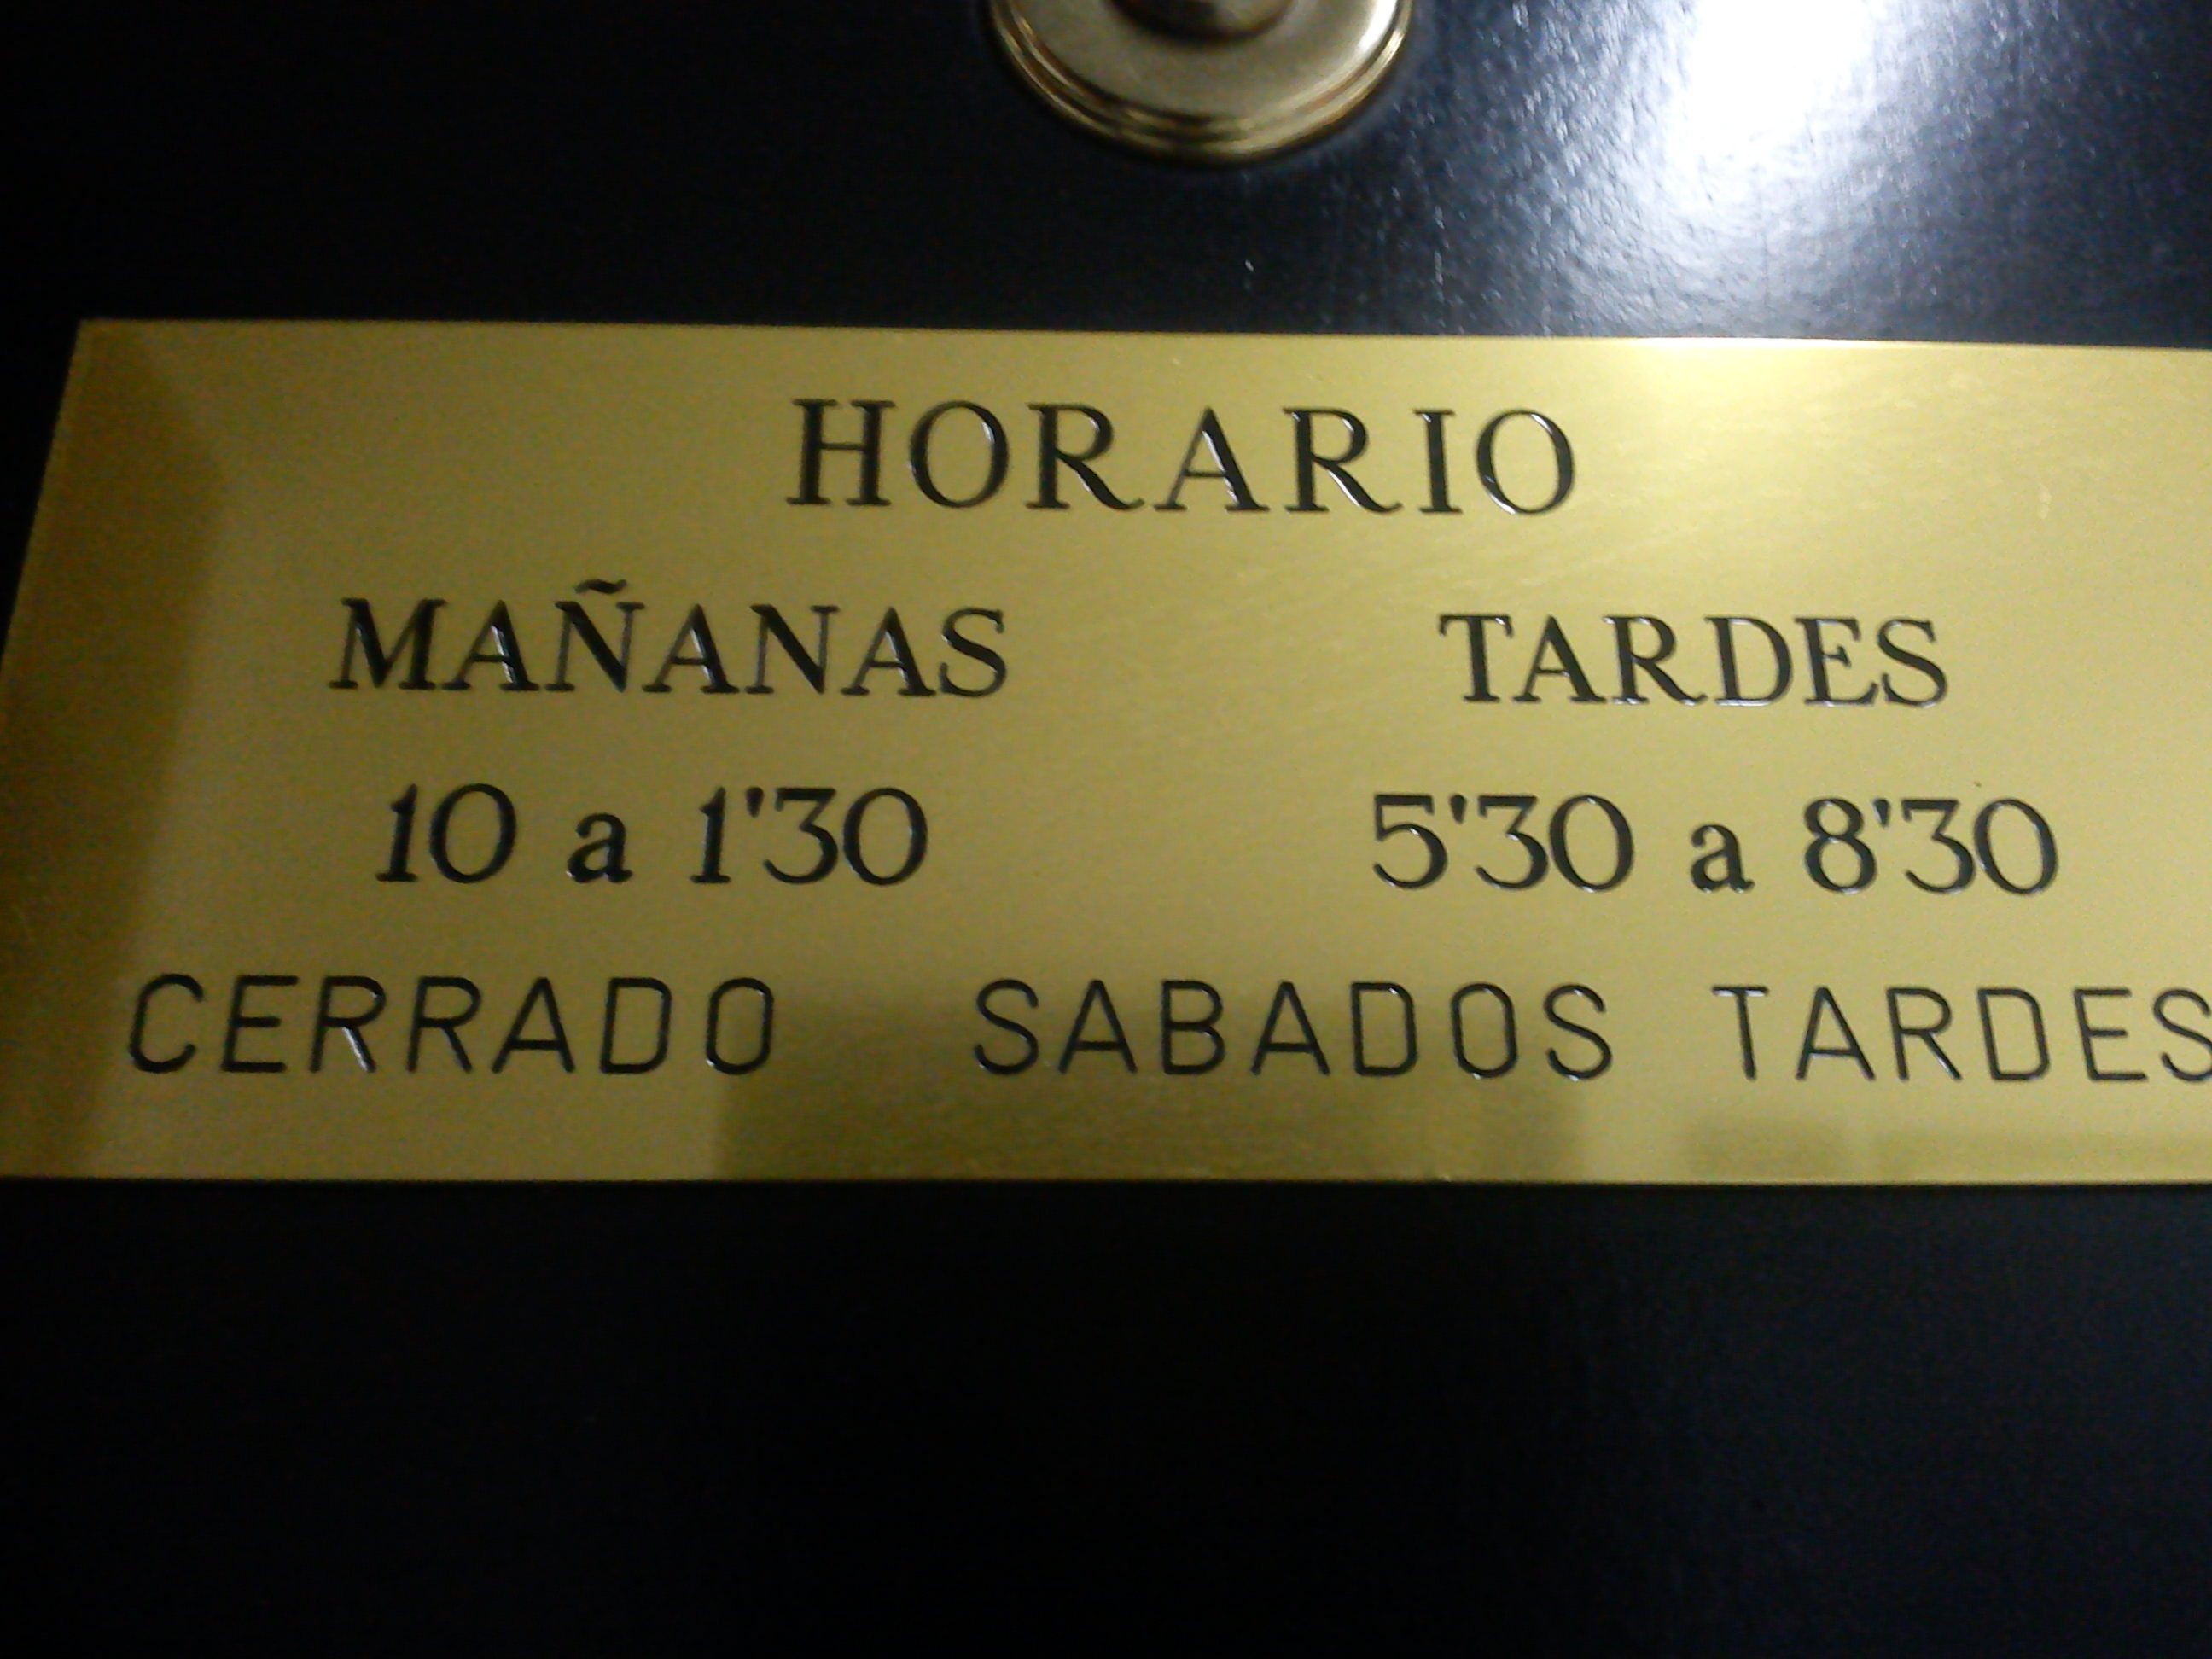 HORARIO
MAÑANAS TARDES
10 a 1'30 5'30 a 8'30
CERRADO SABADOS TARDES